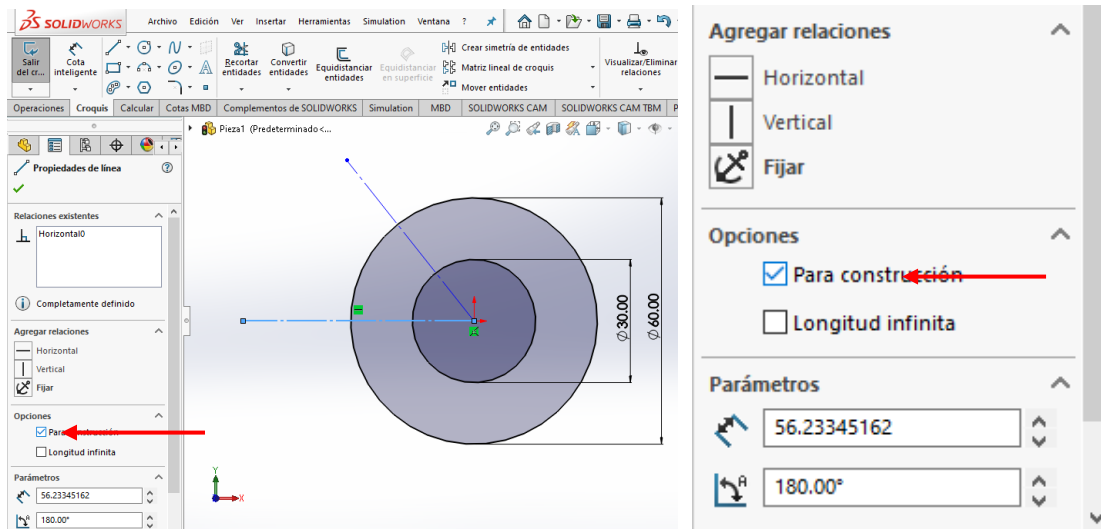 SOLIDWORKS Archivo Edición Ver Insertar Herramientas Simulation Ventana ?
Salir del cr...
Cota inteligente
Recortar entidades
Convertir entidades
Equidistanciar entidades
Equidistanciar en superficie
Crear simetría de entidades
Matriz lineal de croquis
Mover entidades
Visualizar/Eliminar relaciones
Operaciones Croquis Calcular Cotas MBD Complementos de SOLIDWORKS Simulation MBD SOLIDWORKS CAM SOLIDWORKS CAM TBM P
Pieza1 (Predeterminado<...
Propiedades de línea
Relaciones existentes
Horizontal0
Completamente definido
Agregar relaciones
Horizontal
Vertical
Fijar
Opciones
Para construcción
Longitud infinita
Parámetros
56.23345162
180.00°
∅ 30.00
∅ 60.00
Y
X
Agregar relaciones
Horizontal
Vertical
Fijar
Opciones
Para construcción
Longitud infinita
Parámetros
56.23345162
180.00°